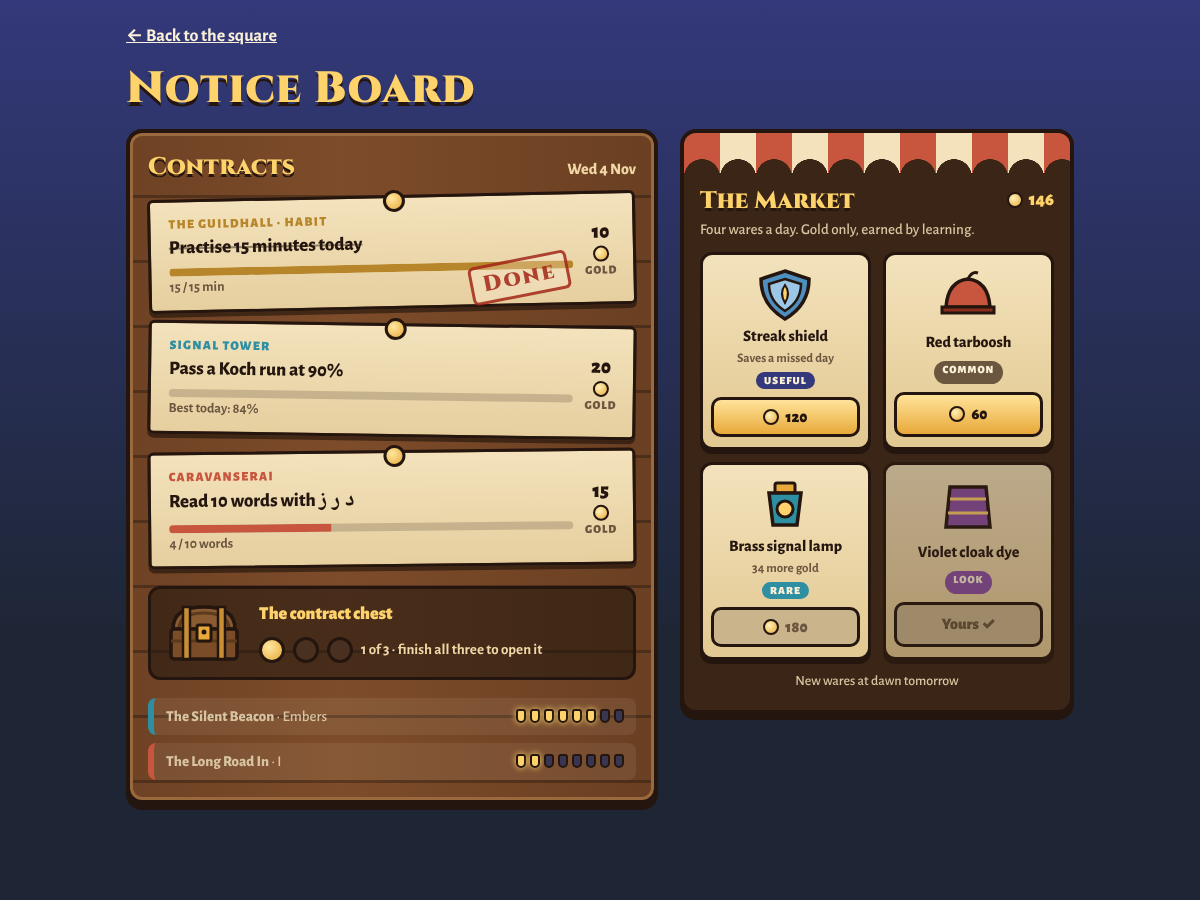 ← Back to the square
Notice Board
Contracts
Wed 4 Nov
THE GUILDHALL · HABIT
Practise 15 minutes today
15 / 15 min
DONE
10
GOLD
SIGNAL TOWER
Pass a Koch run at 90%
Best today: 84%
20
GOLD
CARAVANSERAI
Read 10 words with د ر ز
4 / 10 words
15
GOLD
The contract chest
1 of 3 · finish all three to open it
The Silent Beacon · Embers
The Long Road In · I
The Market
146
Four wares a day. Gold only, earned by learning.
Streak shield
Saves a missed day
USEFUL
120
Red tarboosh
COMMON
60
Brass signal lamp
34 more gold
RARE
180
Violet cloak dye
LOOK
Yours ✓
New wares at dawn tomorrow